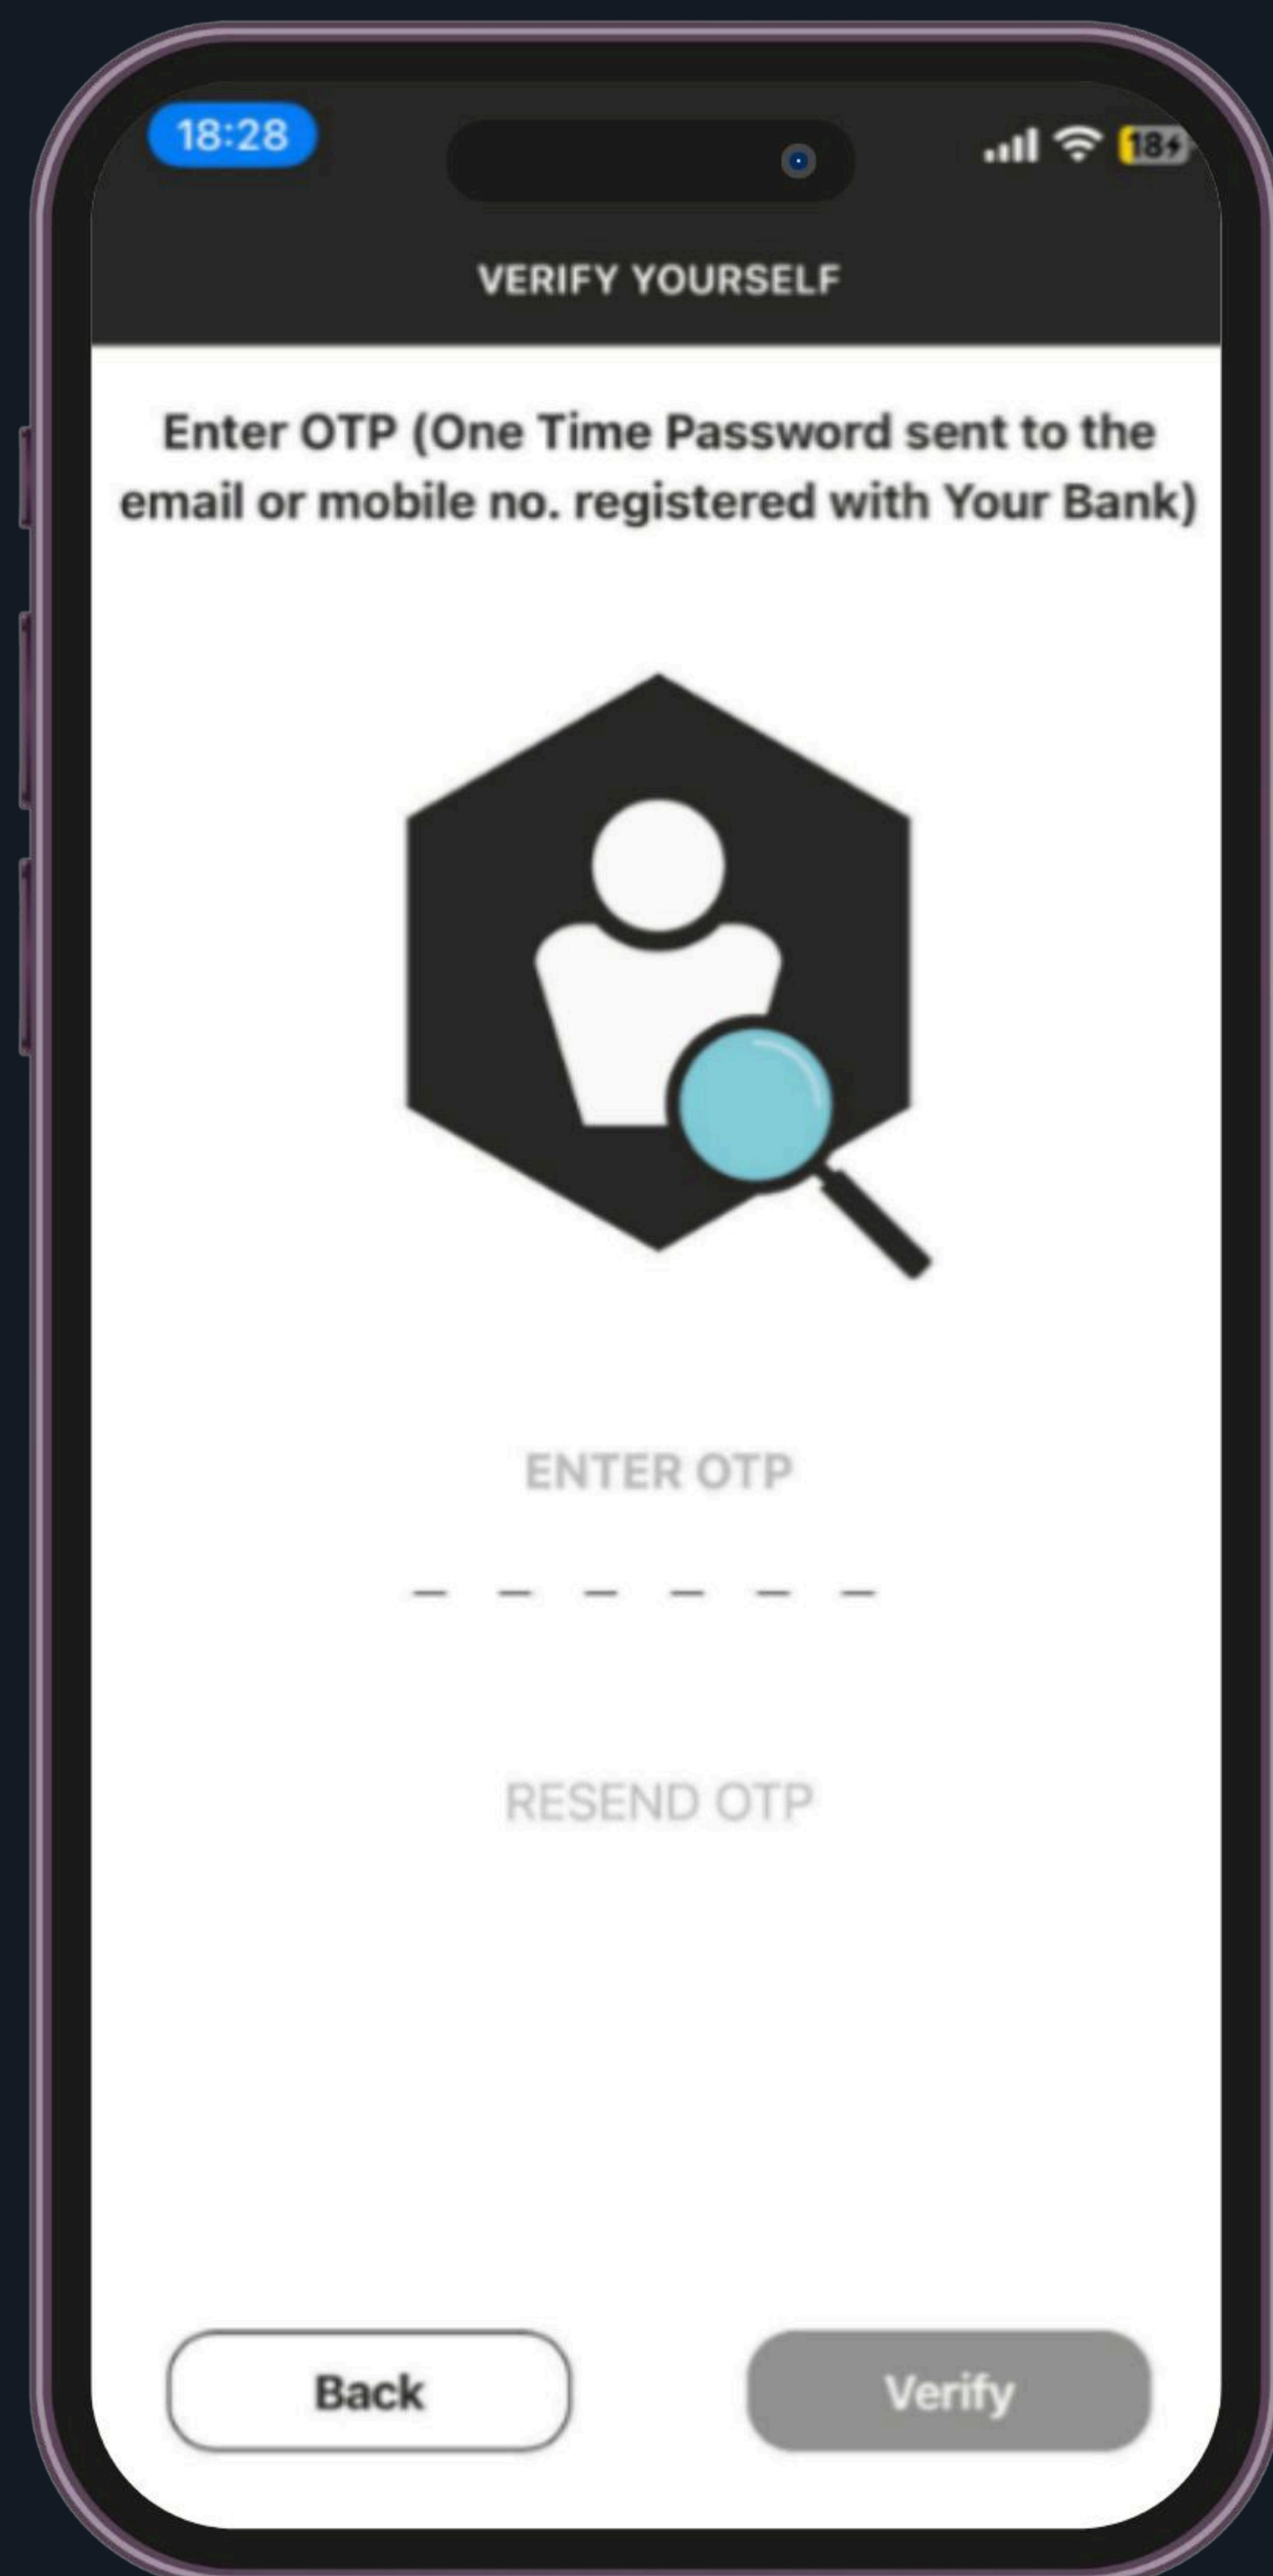 18:28
18
VERIFY YOURSELF
Enter OTP (One Time Password sent to the
email or mobile no. registered with Your Bank)
ENTER OTP
RESEND OTP
Back
Verify